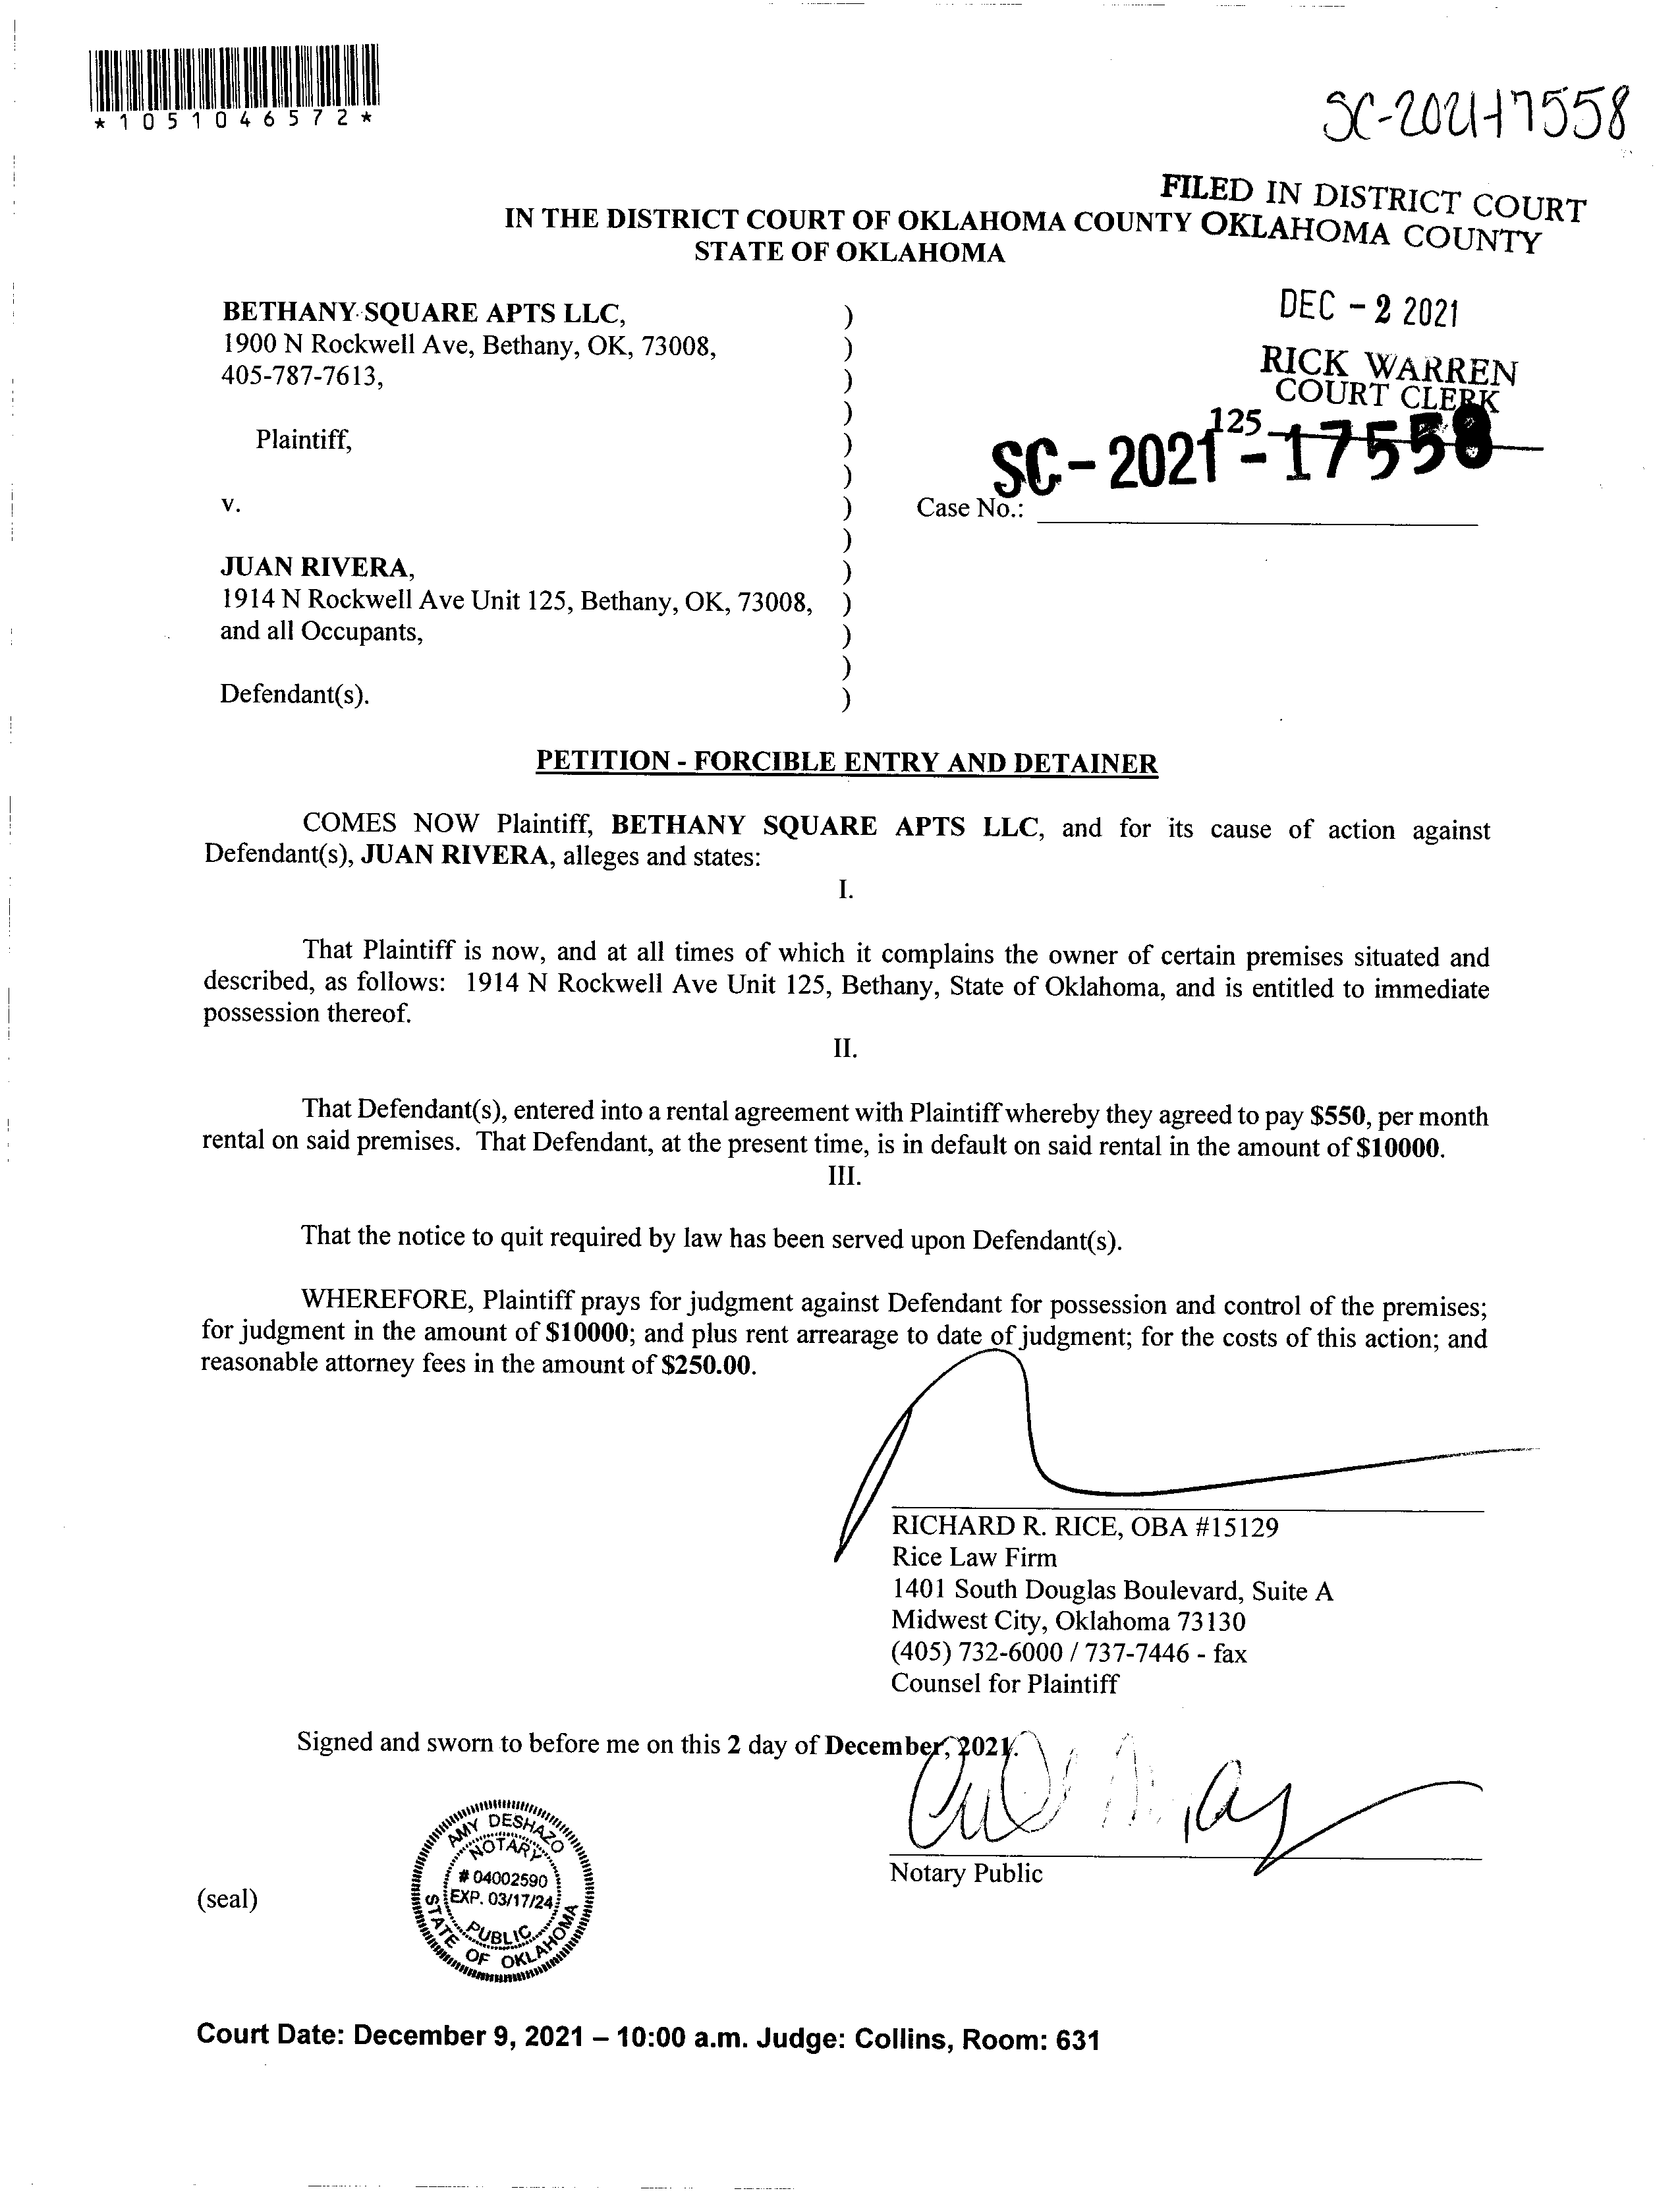 *1051046572*
SC-2021-17558
FILED IN DISTRICT COURT
OKLAHOMA COUNTY
IN THE DISTRICT COURT OF OKLAHOMA COUNTY
STATE OF OKLAHOMA
DEC - 2 2021
RICK WARREN
COURT CLERK
125
BETHANY SQUARE APTS LLC, )
1900 N Rockwell Ave, Bethany, OK, 73008, )
405-787-7613, )
)
Plaintiff, )
)
v. )
SC-2021-17558
Case No.:
)
JUAN RIVERA, )
1914 N Rockwell Ave Unit 125, Bethany, OK, 73008, )
and all Occupants, )
)
Defendant(s). )
PETITION - FORCIBLE ENTRY AND DETAINER
COMES NOW Plaintiff, BETHANY SQUARE APTS LLC, and for its cause of action against
Defendant(s), JUAN RIVERA, alleges and states:
I.
That Plaintiff is now, and at all times of which it complains the owner of certain premises situated and
described, as follows: 1914 N Rockwell Ave Unit 125, Bethany, State of Oklahoma, and is entitled to immediate
possession thereof.
II.
That Defendant(s), entered into a rental agreement with Plaintiff whereby they agreed to pay $550, per month
rental on said premises. That Defendant, at the present time, is in default on said rental in the amount of $10000.
III.
That the notice to quit required by law has been served upon Defendant(s).
WHEREFORE, Plaintiff prays for judgment against Defendant for possession and control of the premises;
for judgment in the amount of $10000; and plus rent arrearage to date of judgment; for the costs of this action; and
reasonable attorney fees in the amount of $250.00.
RICHARD R. RICE, OBA #15129
Rice Law Firm
1401 South Douglas Boulevard, Suite A
Midwest City, Oklahoma 73130
(405) 732-6000 / 737-7446 - fax
Counsel for Plaintiff
Signed and sworn to before me on this 2 day of December, 2021.
Notary Public
(seal)
AMY DESHAZO
NOTARY
# 04002590
EXP. 03/17/24
PUBLIC
STATE OF OKLAHOMA
Court Date: December 9, 2021 – 10:00 a.m. Judge: Collins, Room: 631